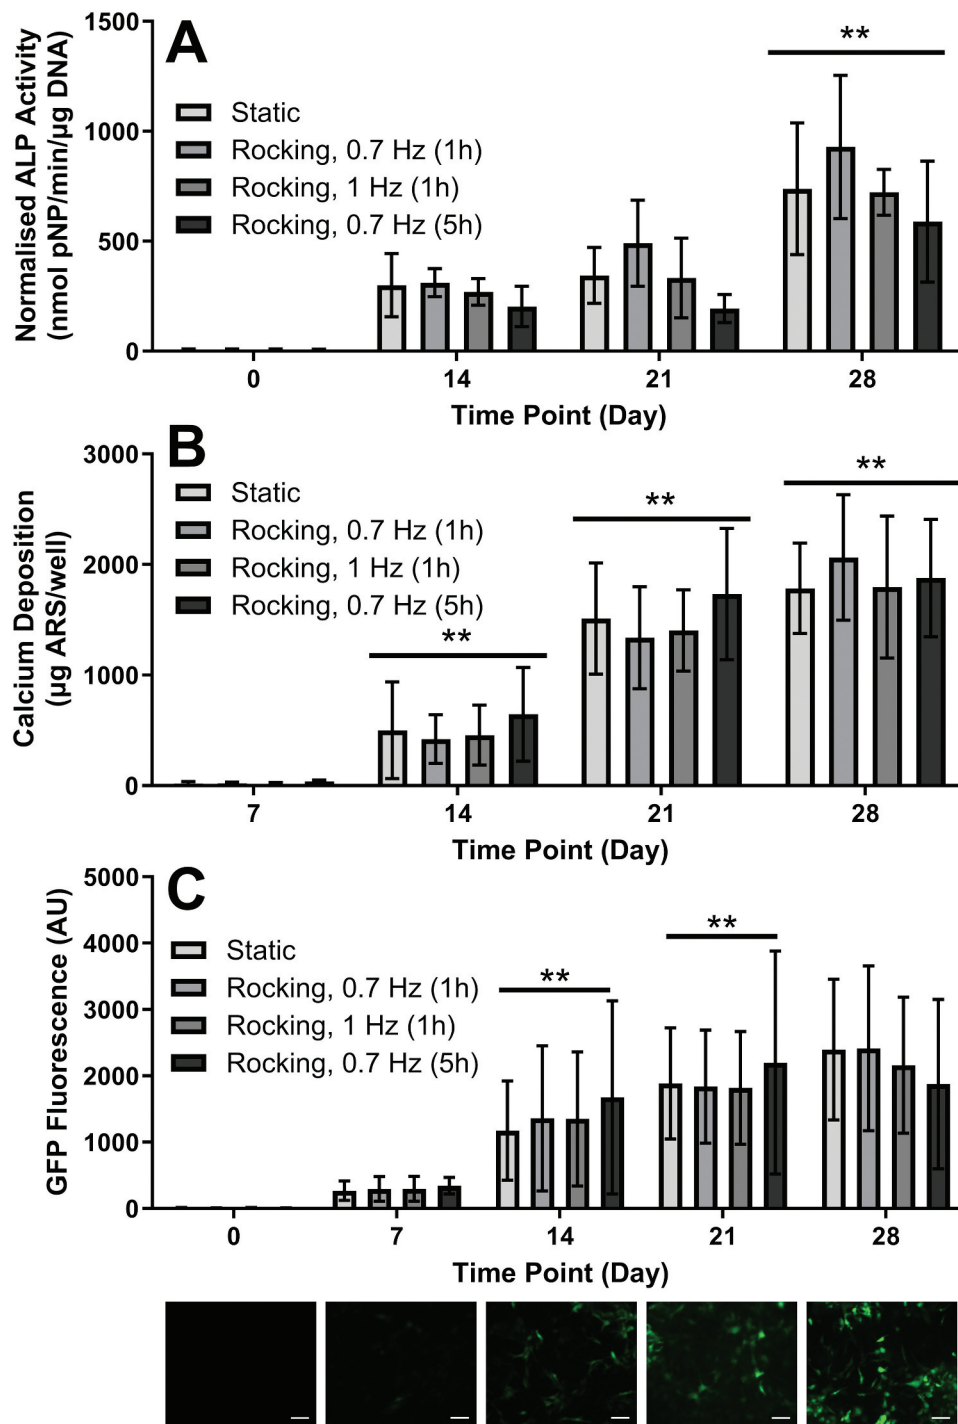 A
Normalised ALP Activity
(nmol pNP/min/µg DNA)
1500
1000
500
0
Static
Rocking, 0.7 Hz (1h)
Rocking, 1 Hz (1h)
Rocking, 0.7 Hz (5h)
**
0 14 21 28
Time Point (Day)
B
Calcium Deposition
(µg ARS/well)
3000
2000
1000
0
Static
Rocking, 0.7 Hz (1h)
Rocking, 1 Hz (1h)
Rocking, 0.7 Hz (5h)
** ** **
7 14 21 28
Time Point (Day)
C
GFP Fluorescence (AU)
5000
4000
3000
2000
1000
0
Static
Rocking, 0.7 Hz (1h)
Rocking, 1 Hz (1h)
Rocking, 0.7 Hz (5h)
** **
0 7 14 21 28
Time Point (Day)